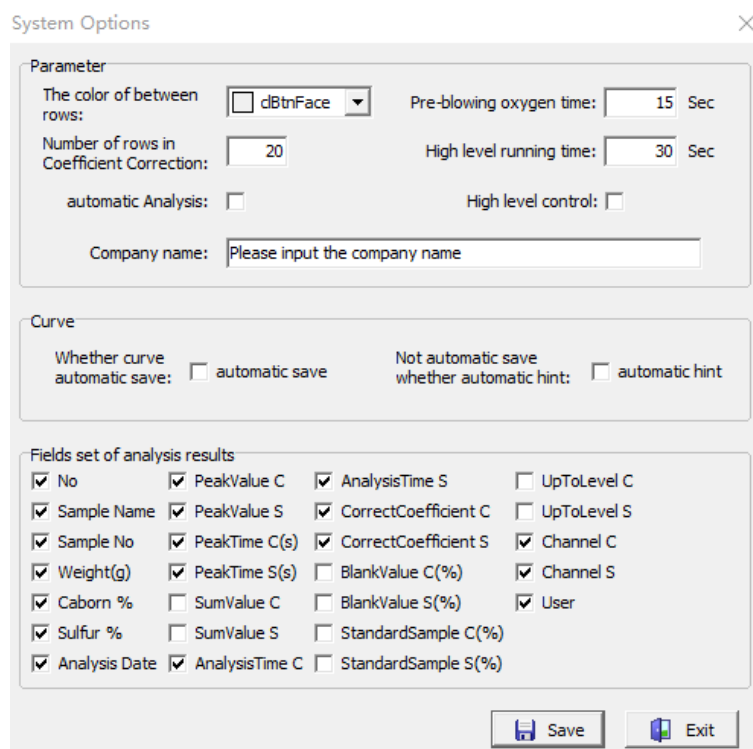 System Options
Parameter
The color of between
rows:
clBtnFace
Pre-blowing oxygen time:
15
Sec
Number of rows in
Coefficient Correction:
20
High level running time:
30
Sec
automatic Analysis:
High level control:
Company name:
Please input the company name
Curve
Whether curve
automatic save:
automatic save
Not automatic save
whether automatic hint:
automatic hint
Fields set of analysis results
No
PeakValue C
AnalysisTime S
UpToLevel C
Sample Name
PeakValue S
CorrectCoefficient C
UpToLevel S
Sample No
PeakTime C(s)
CorrectCoefficient S
Channel C
Weight(g)
PeakTime S(s)
BlankValue C(%)
Channel S
Caborn %
SumValue C
BlankValue S(%)
User
Sulfur %
SumValue S
StandardSample C(%)
Analysis Date
AnalysisTime C
StandardSample S(%)
Save
Exit